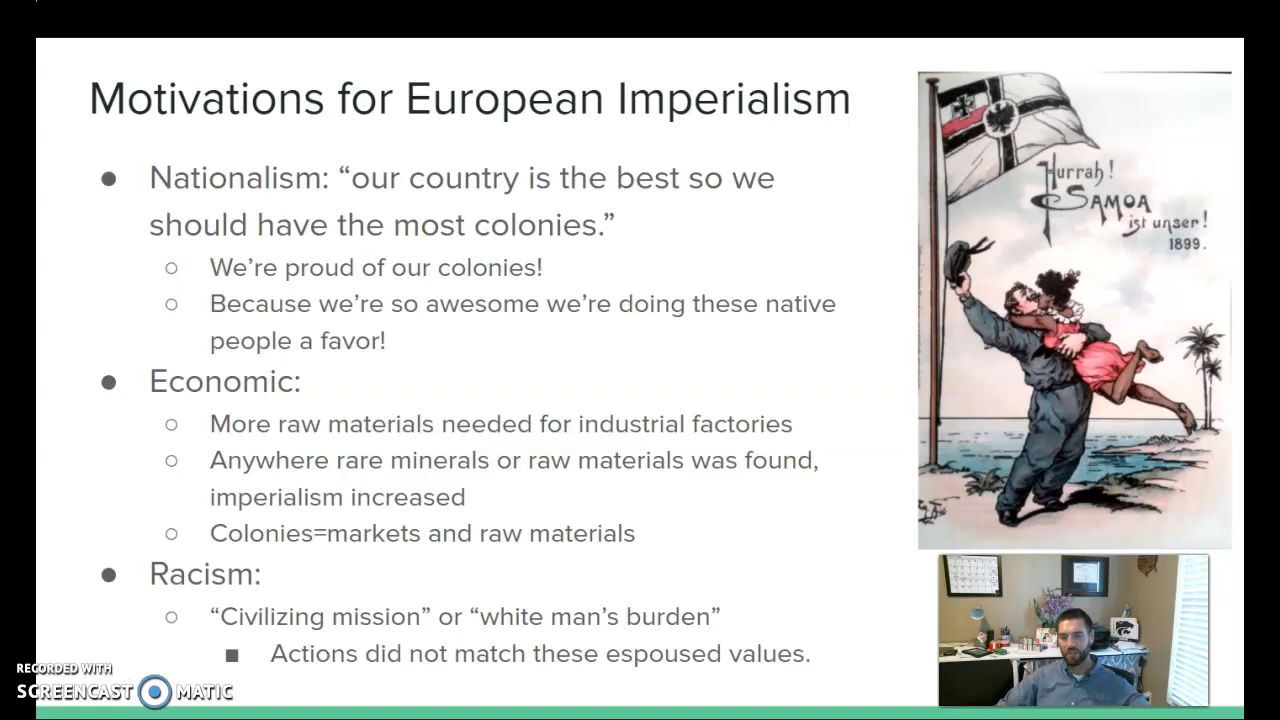 Motivations for European Imperialism
● Nationalism: “our country is the best so we
should have the most colonies.”
○ We’re proud of our colonies!
○ Because we’re so awesome we’re doing these native
people a favor!
● Economic:
○ More raw materials needed for industrial factories
○ Anywhere rare minerals or raw materials was found,
imperialism increased
○ Colonies=markets and raw materials
● Racism:
○ “Civilizing mission” or “white man’s burden”
■ Actions did not match these espoused values.
Hurrah!
SAMOA
ist unser!
1899.
RECORDED WITH
SCREENCAST MATIC